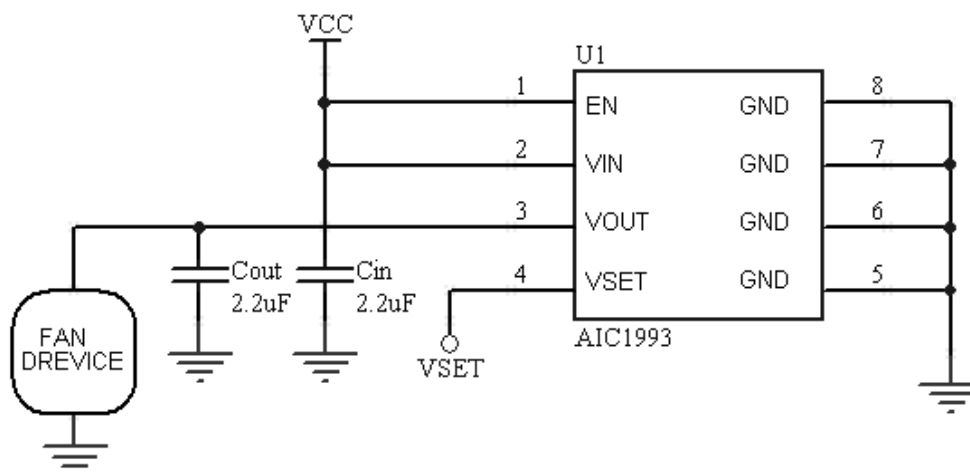 VCC
U1
1
EN
GND
8
2
VIN
GND
7
3
VOUT
GND
6
4
VSET
GND
5
AIC1993
Cout
2.2uF
Cin
2.2uF
VSET
FAN
DREVICE